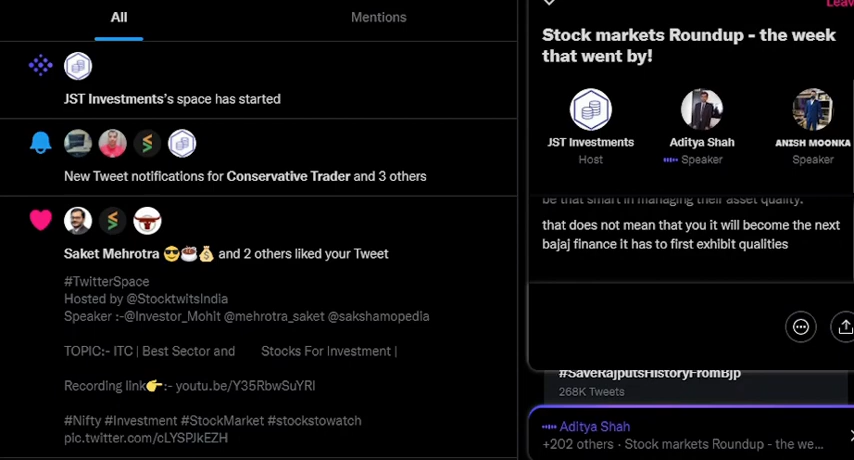 All
Mentions
JST Investments's space has started
New Tweet notifications for Conservative Trader and 3 others
Saket Mehrotra 😎☕💰 and 2 others liked your Tweet
#TwitterSpace
Hosted by @StocktwitsIndia
Speaker :-@Investor_Mohit @mehrotra_saket @sakshamopedia
TOPIC:- ITC | Best Sector and Stocks For Investment |
Recording link👉:- youtu.be/Y35RbwSuYRI
#Nifty #Investment #StockMarket #stockstowatch
pic.twitter.com/cLYSPJkEZH
Leav
Stock markets Roundup - the week
that went by!
JST Investments
Host
Aditya Shah
Speaker
ANISH MOONKA
Speaker
be that smart in managing their asset quality.
that does not mean that you it will become the next
bajaj finance it has to first exhibit qualities
#SaveRajputsHistoryFromBjp
268K Tweets
Aditya Shah
+202 others · Stock markets Roundup - the we...